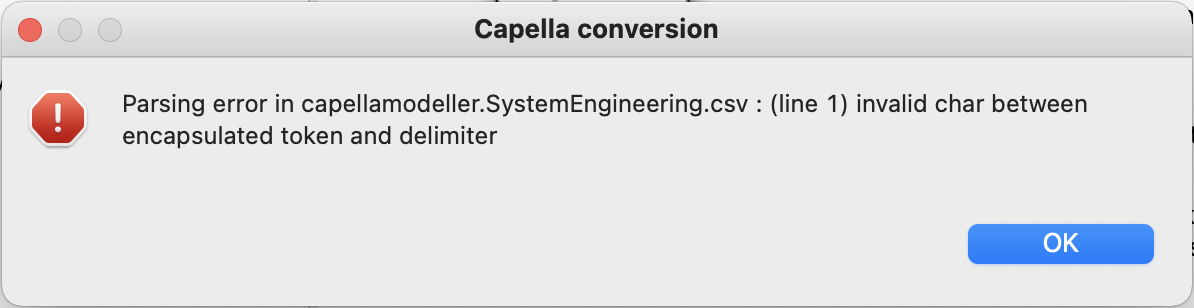 Capella conversion
Parsing error in capellamodeller.SystemEngineering.csv : (line 1) invalid char between
encapsulated token and delimiter
OK